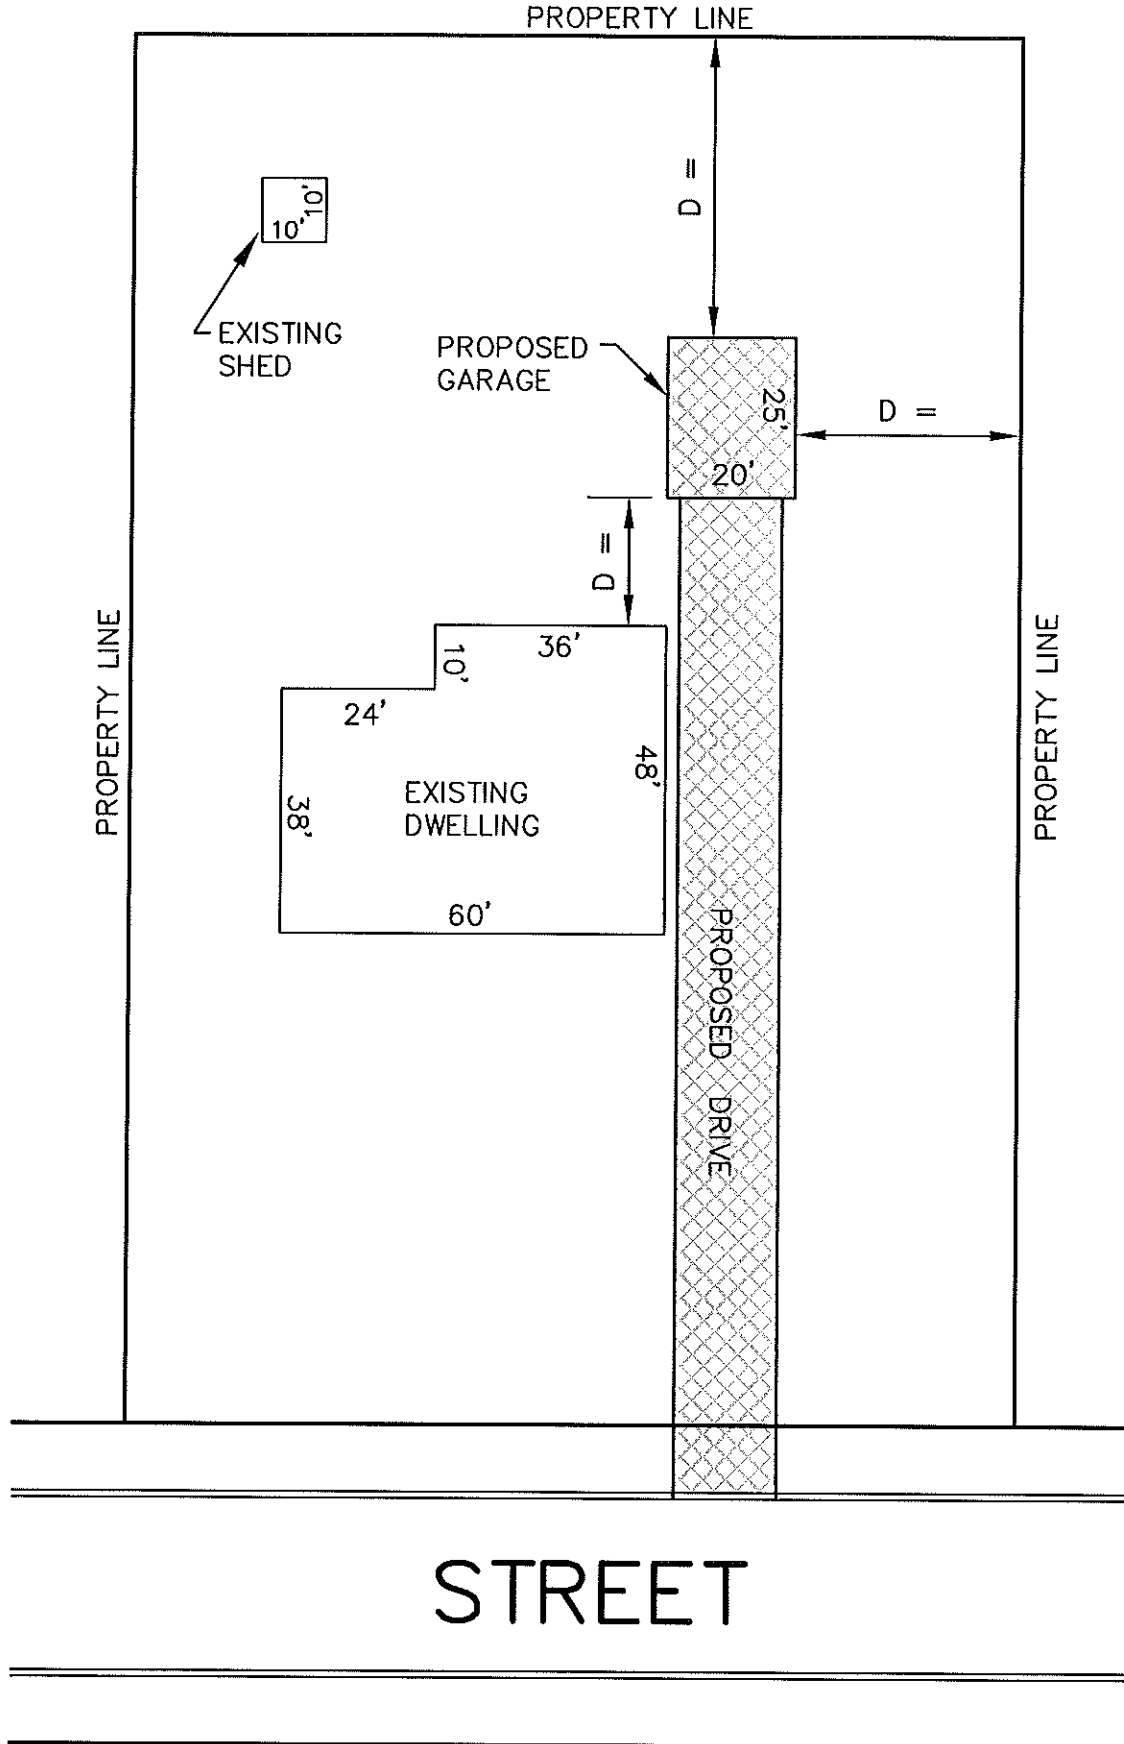 PROPERTY LINE
D =
10'
10'
EXISTING
SHED
PROPOSED
GARAGE
25'
20'
D =
D =
PROPERTY LINE
PROPERTY LINE
36'
10'
24'
48'
EXISTING
DWELLING
38'
60'
PROPOSED DRIVE
STREET